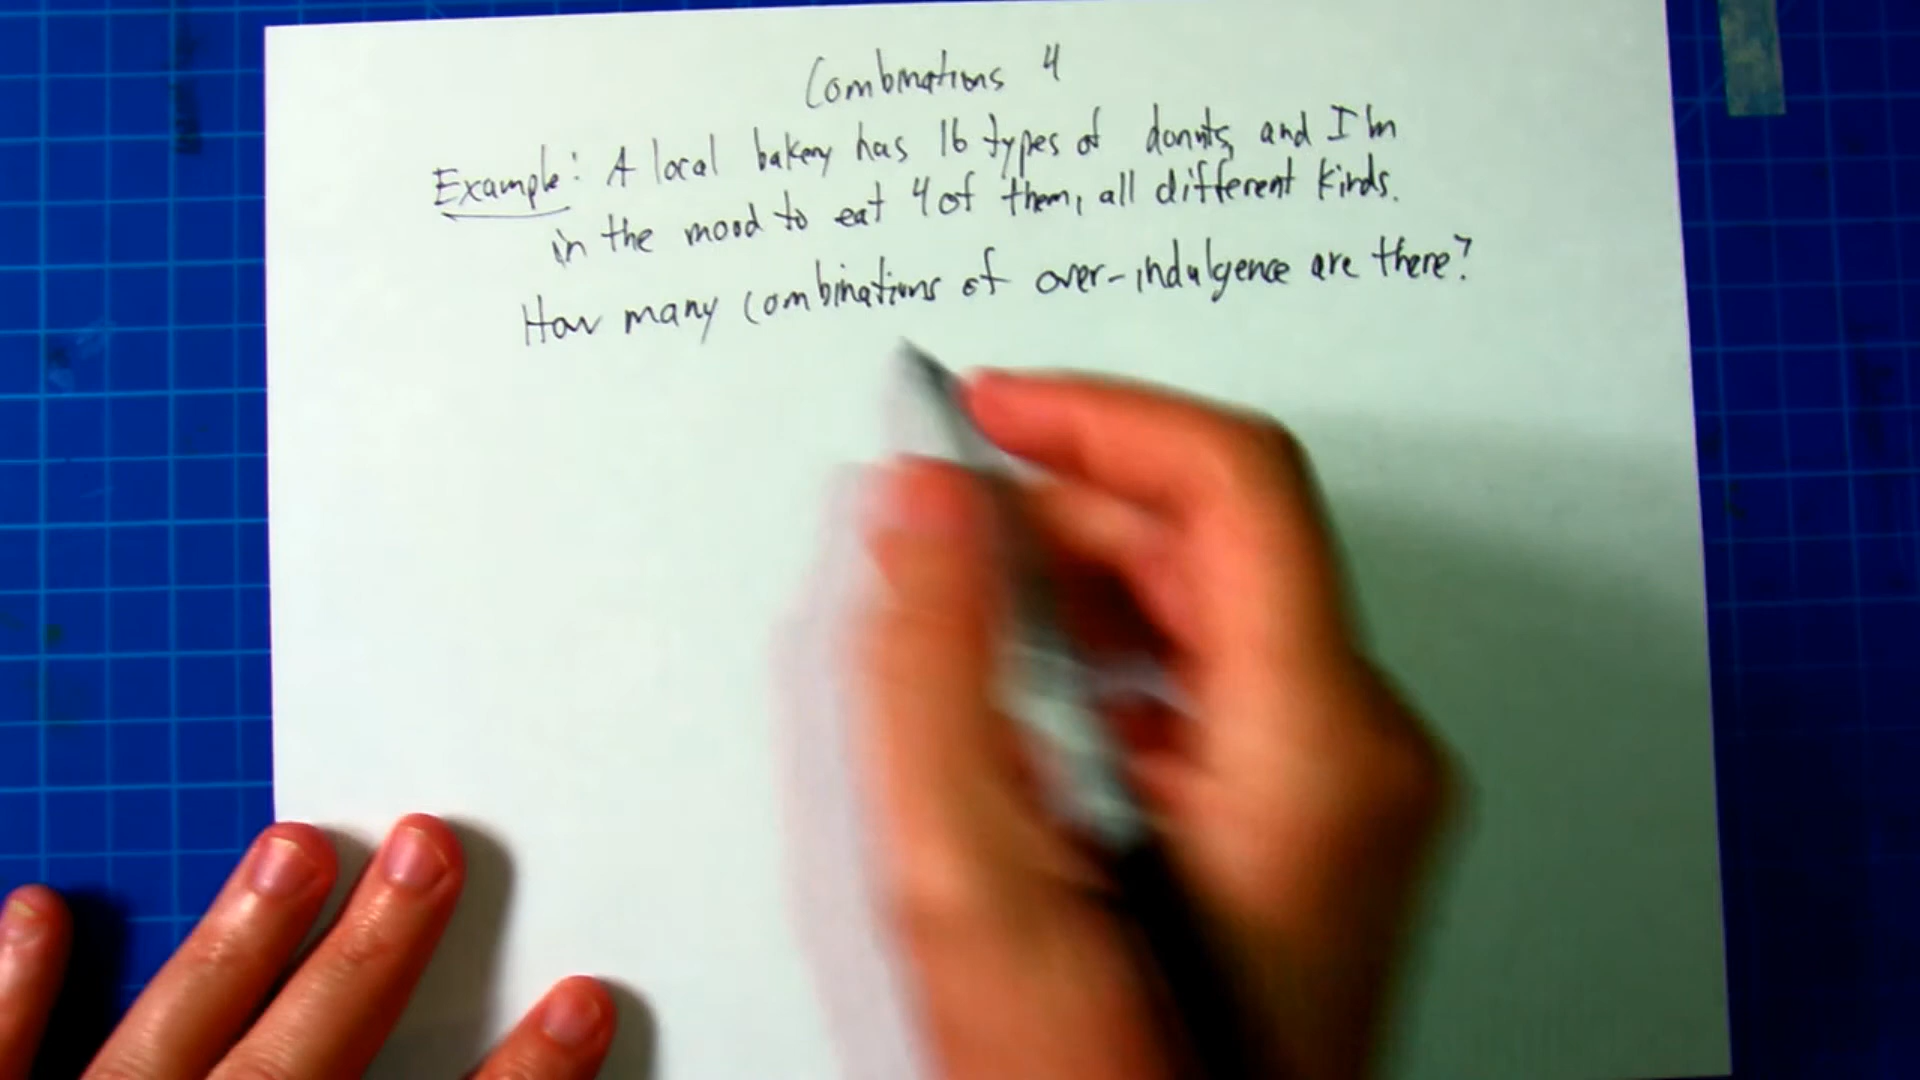 Combinations 4
Example: A local bakery has 16 types of donuts, and I'm
in the mood to eat 4 of them, all different kinds.
How many combinations of over-indulgence are there?